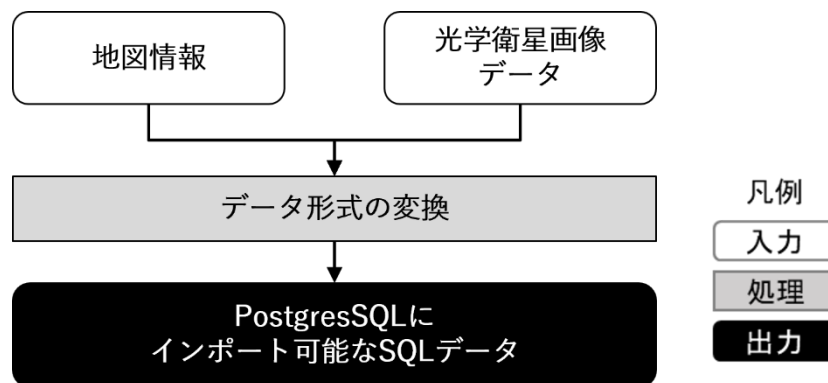 地図情報
光学衛星画像
データ
データ形式の変換
PostgresSQLに
インポート可能なSQLデータ
凡例
入力
処理
出力